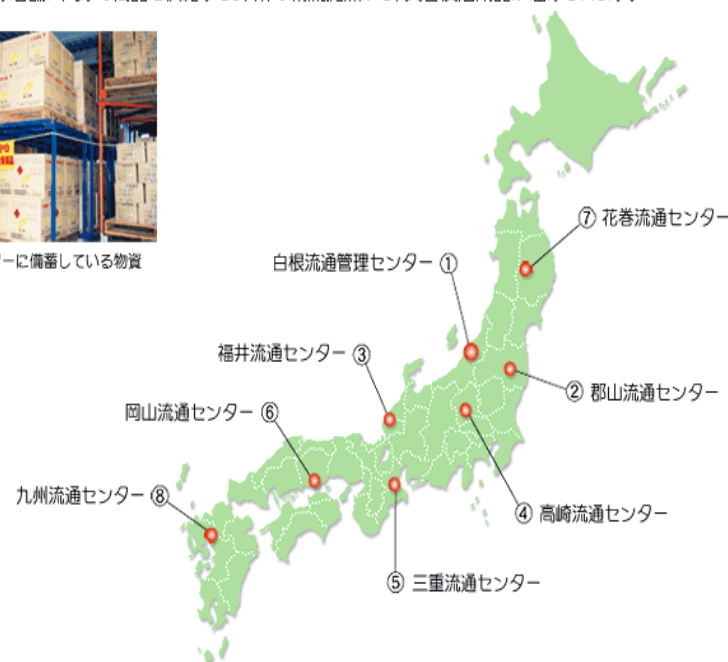 ⑦ 花巻流通センター
白根流通管理センター ①
ーに備蓄している物資
福井流通センター ③
② 郡山流通センター
岡山流通センター ⑥
九州流通センター ⑧
④ 高崎流通センター
⑤ 三重流通センター